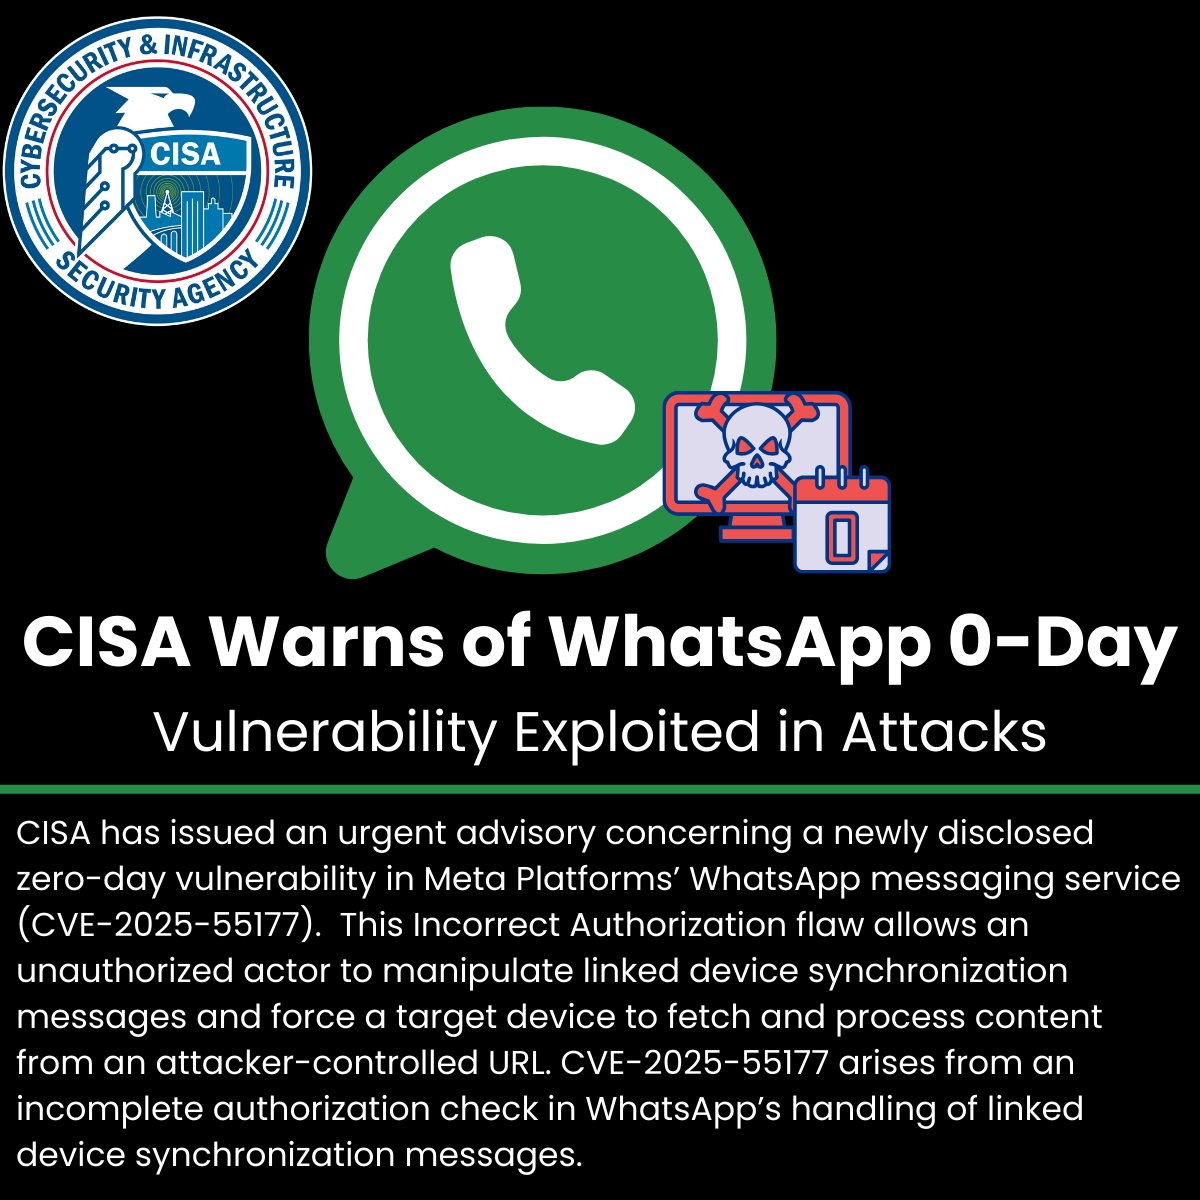 CYBERSECURITY & INFRASTRUCTURE
CISA
SECURITY AGENCY
0
CISA Warns of WhatsApp 0-Day
Vulnerability Exploited in Attacks
CISA has issued an urgent advisory concerning a newly disclosed
zero-day vulnerability in Meta Platforms’ WhatsApp messaging service
(CVE-2025-55177).  This Incorrect Authorization flaw allows an
unauthorized actor to manipulate linked device synchronization
messages and force a target device to fetch and process content
from an attacker-controlled URL. CVE-2025-55177 arises from an
incomplete authorization check in WhatsApp’s handling of linked
device synchronization messages.